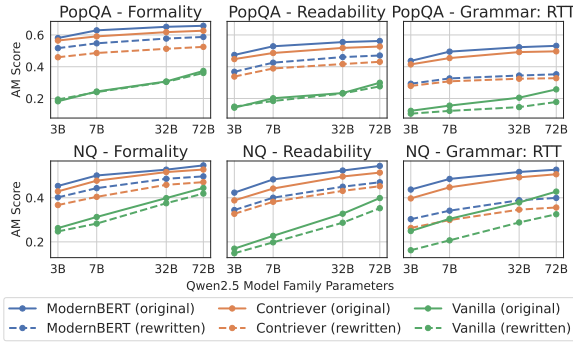 PopQA - Formality PopQA - Readability PopQA - Grammar: RTT
AM Score
0.6
0.4
0.2
3B 7B 32B 72B 3B 7B 32B 72B 3B 7B 32B 72B
NQ - Formality NQ - Readability NQ - Grammar: RTT
AM Score
0.4
0.2
3B 7B 32B 72B 3B 7B 32B 72B 3B 7B 32B 72B
Qwen2.5 Model Family Parameters
ModernBERT (original) Contriever (original) Vanilla (original)
ModernBERT (rewritten) Contriever (rewritten) Vanilla (rewritten)